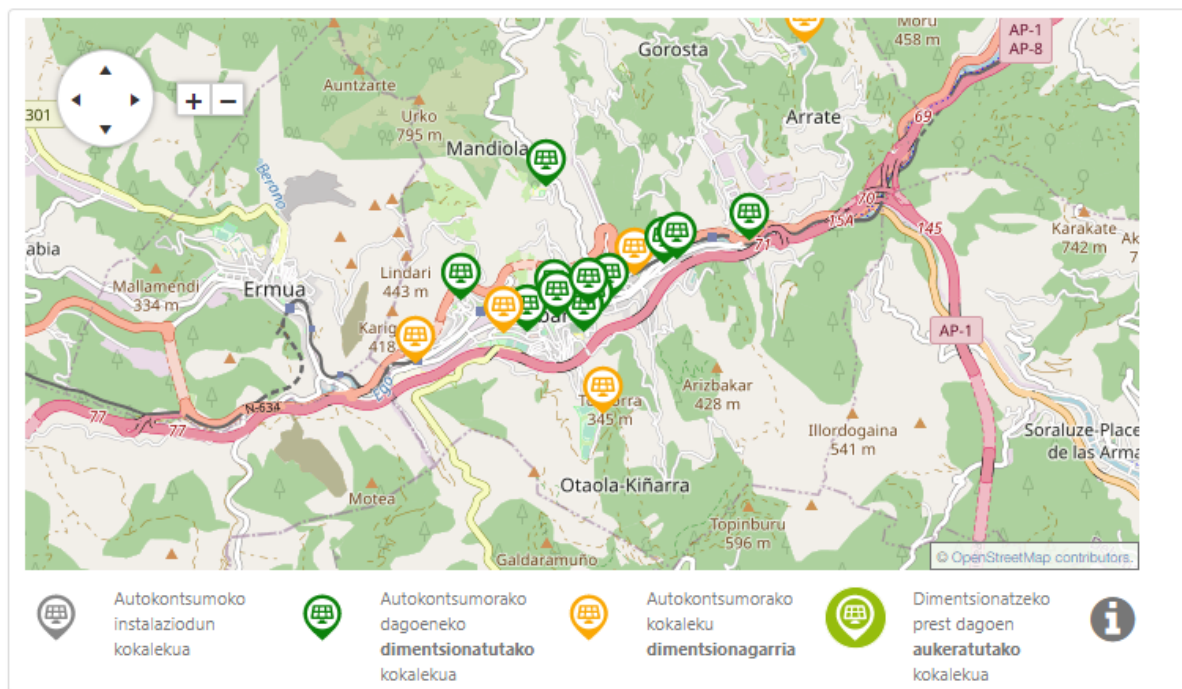 Moru
458 m
AP-1
AP-8
Gorosta
Auntzarte
301
+ −
Urko
795 m
69
Arrate
Mandiola
Berano
70
15A
145
Karakate
742 m
71
abia
Mallamendi
334 m
Lindari
443 m
Ermua
Karig
418
AP-1
Ego
N-634
77
77
Arizbakar
428 m
345 m
Illordogaina
541 m
Soraluze-Place
de las Arma
Motea
Otaola-Kiñarra
Topinburu
596 m
Galdaramuño
© OpenStreetMap contributors.
Autokontsumoko
instalaziodun
kokalekua
Autokontsumorako
dagoeneko
dimentsionatutako
kokalekua
Autokontsumorako
kokaleku
dimentsionagarria
Dimentsionatzeko
prest dagoen
aukeratutako
kokalekua
i